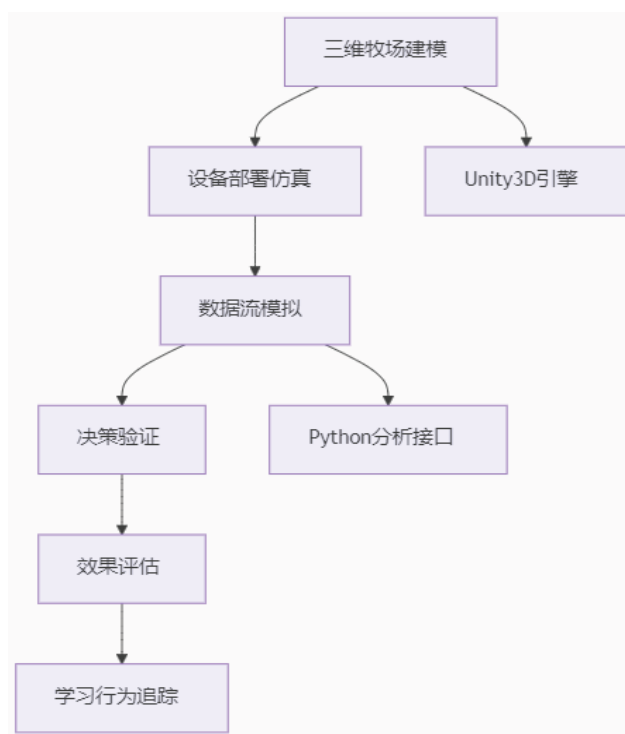 三维牧场建模
设备部署仿真
Unity3D引擎
数据流模拟
决策验证
Python分析接口
效果评估
学习行为追踪